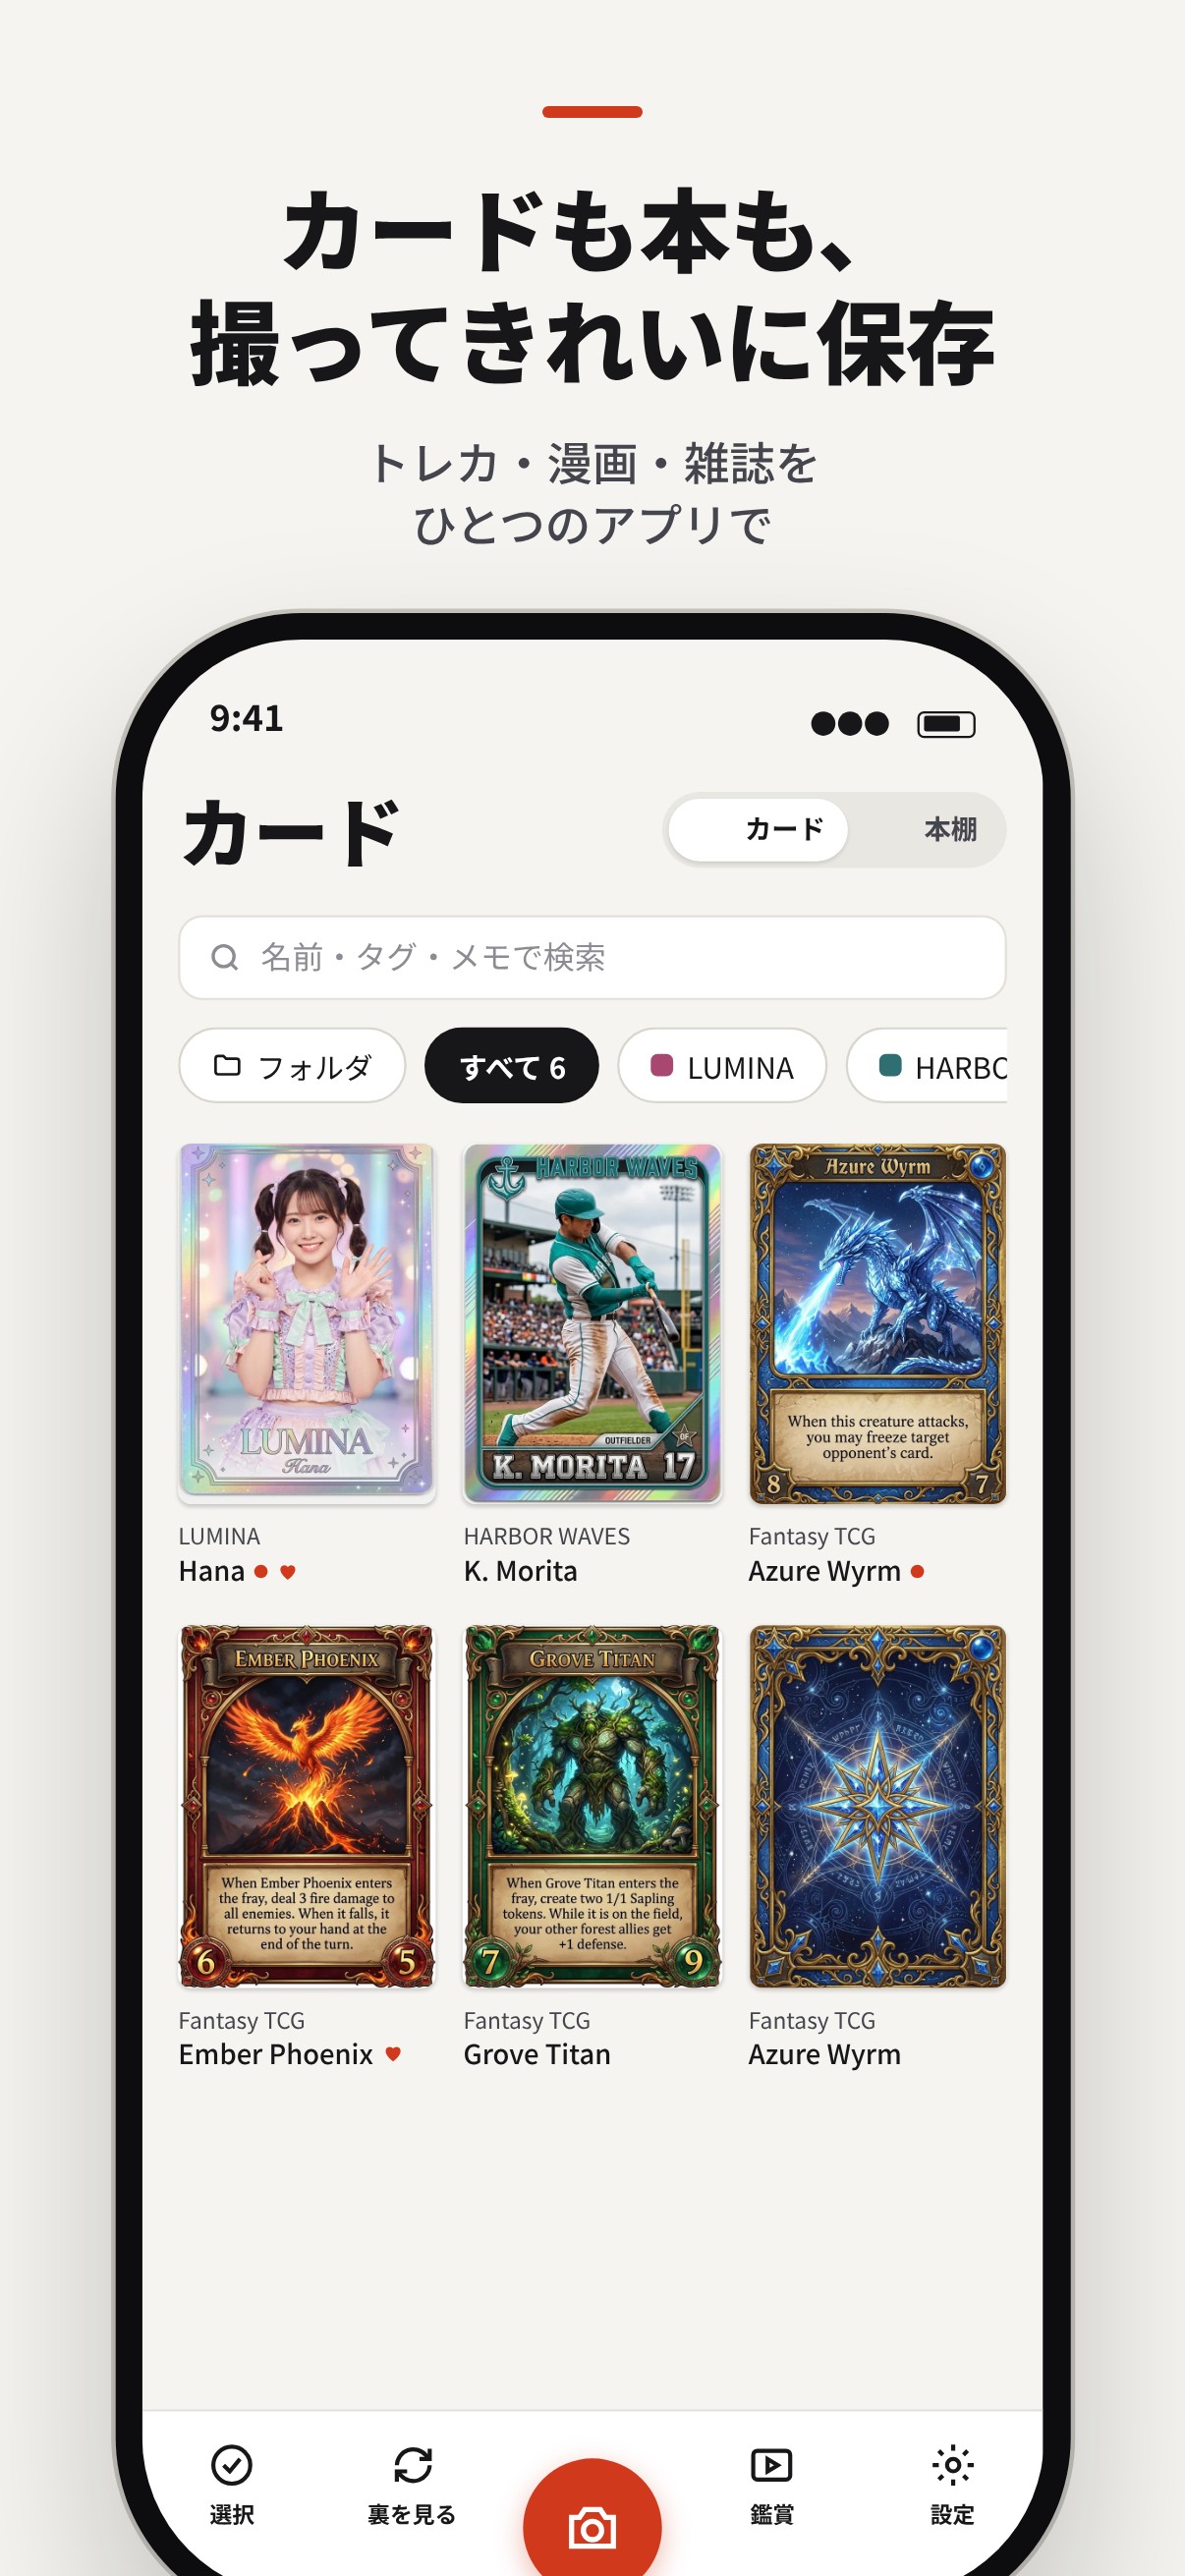 カードも本も、
撮ってきれいに保存
トレカ・漫画・雑誌を
ひとつのアプリで
9:41
カード
カード
本棚
名前・タグ・メモで検索
フォルダ
すべて 6
LUMINA
HARBO
LUMINA
Hana
HARBOR WAVES
OUTFIELDER
OF
K. MORITA 17
Azure Wyrm
When this creature attacks,
you may freeze target
opponent's card.
8
7
LUMINA
Hana
HARBOR WAVES
K. Morita
Fantasy TCG
Azure Wyrm
EMBER PHOENIX
When Ember Phoenix enters
the fray, deal 3 fire damage to
all enemies. When it falls, it
returns to your hand at the
end of the turn.
6
5
GROVE TITAN
When Grove Titan enters the
fray, create two 1/1 Sapling
tokens. While it is on the field,
your other forest allies get
+1 defense.
7
9
Fantasy TCG
Ember Phoenix
Fantasy TCG
Grove Titan
Fantasy TCG
Azure Wyrm
選択
裏を見る
鑑賞
設定